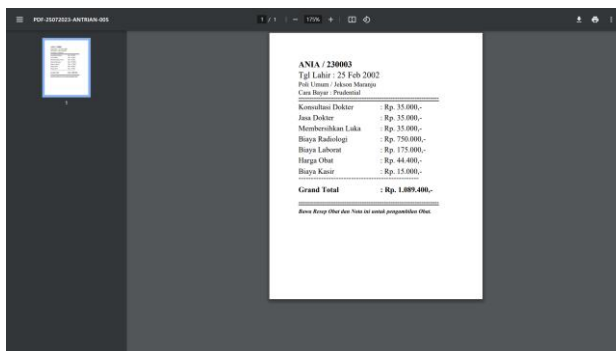 PDF-25072023-ANTRIAN-005
1 / 1
175%
ANIA / 230003
Tgl Lahir : 25 Feb 2002
Poli Umum / Jekson Maranju
Cara Bayar : Prudential
Konsultasi Dokter : Rp. 35.000,-
Jasa Dokter : Rp. 35.000,-
Membersihkan Luka : Rp. 35.000,-
Biaya Radiologi : Rp. 750.000,-
Biaya Laborat : Rp. 175.000,-
Harga Obat : Rp. 44.400,-
Biaya Kasir : Rp. 15.000,-
Grand Total : Rp. 1.089.400,-
Bawa Resep Obat dan Nota ini untuk pengambilan Obat.
1